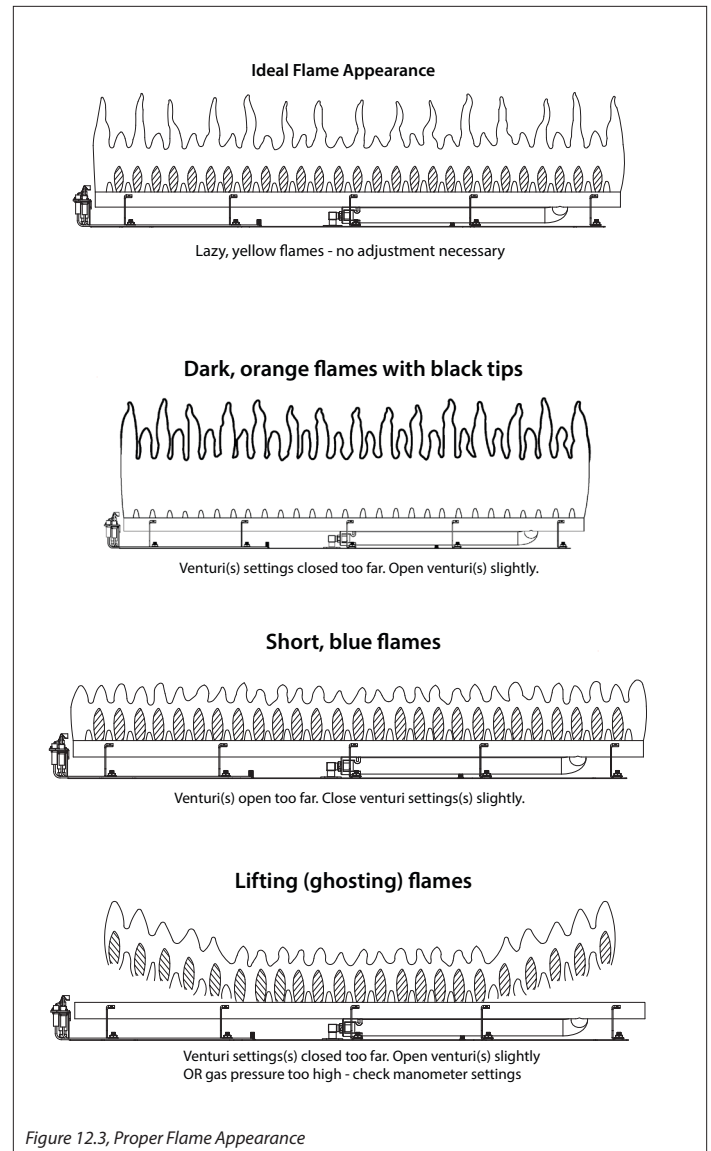 Ideal Flame Appearance
Lazy, yellow flames - no adjustment necessary
Dark, orange flames with black tips
Venturi(s) settings closed too far. Open venturi(s) slightly.
Short, blue flames
Venturi(s) open too far. Close venturi settings(s) slightly.
Lifting (ghosting) flames
Venturi settings(s) closed too far. Open venturi(s) slightly
OR gas pressure too high - check manometer settings
Figure 12.3, Proper Flame Appearance